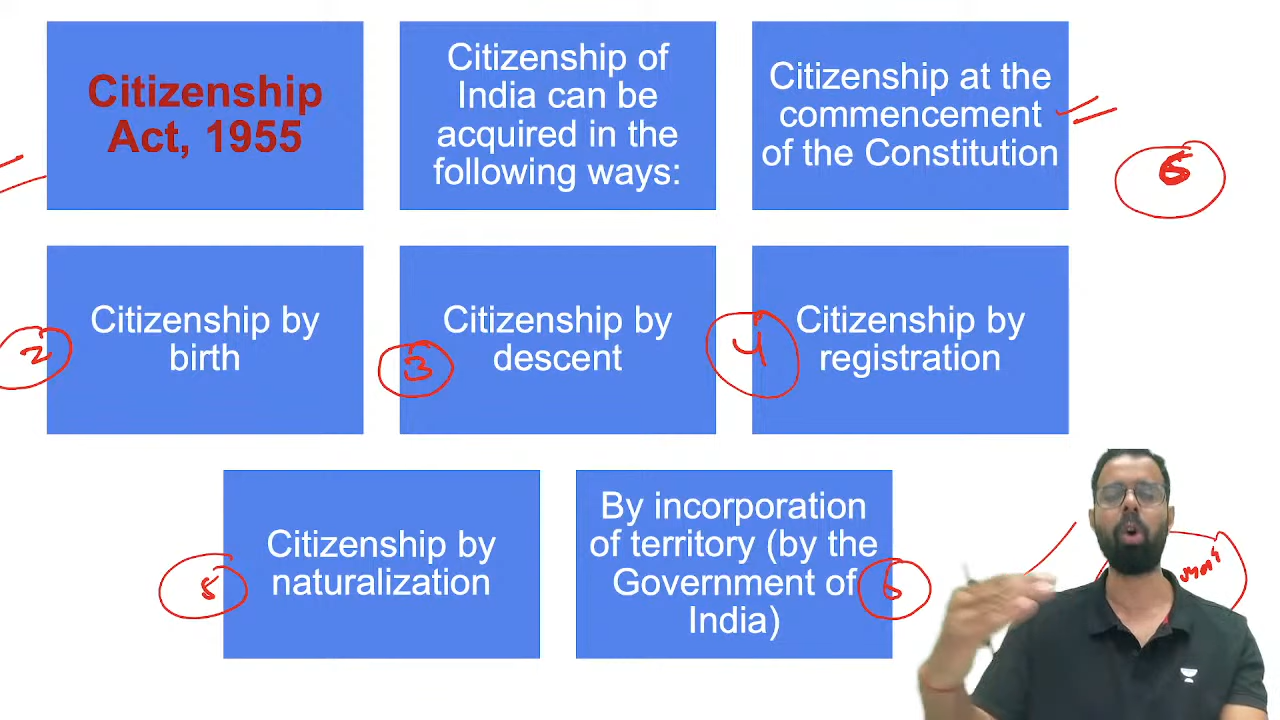 Citizenship
Act, 1955
Citizenship of
India can be
acquired in the
following ways:
Citizenship at the
commencement
of the Constitution
6
Citizenship by
birth
2
Citizenship by
descent
3
Citizenship by
registration
4
Citizenship by
naturalization
5
By incorporation
of territory (by the
Government of
India)